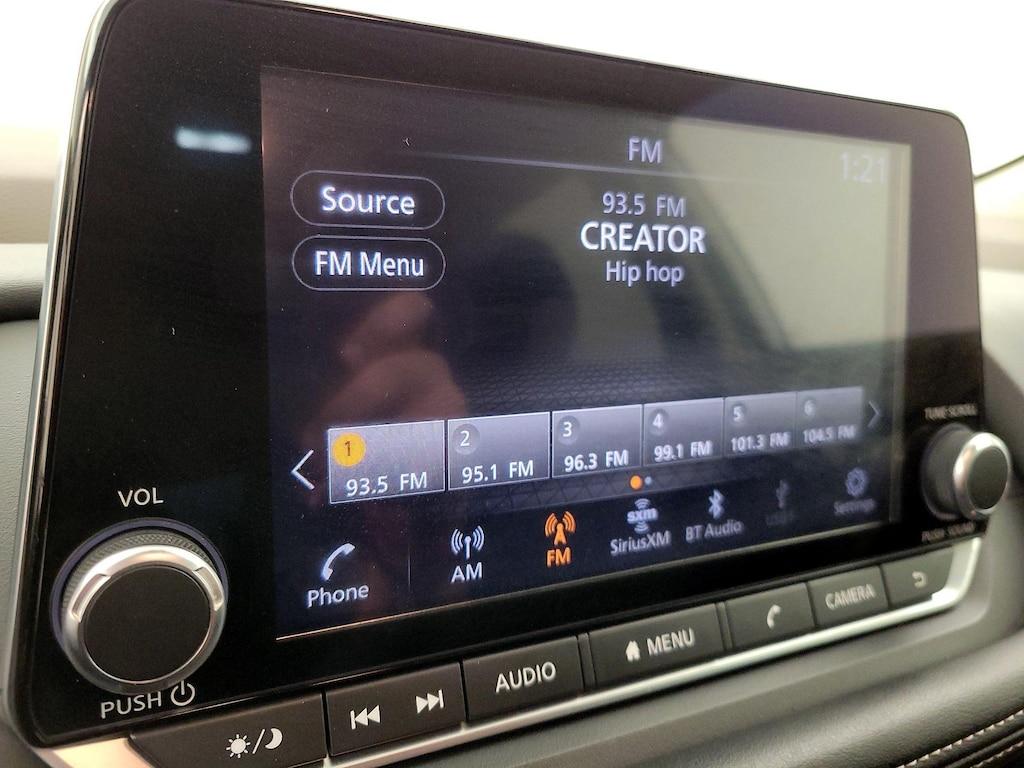 FM
1:21
Source
93.5 FM
CREATOR
FM Menu
Hip hop
1
2
3
4
5
6
93.5 FM
95.1 FM
96.3 FM
99.1 FM
101.3 FM
104.5 FM
TUNE·SCROLL
VOL
Phone
AM
FM
sxm
SiriusXM
BT Audio
Settings
PUSH SOUND
PUSH
AUDIO
MENU
CAMERA